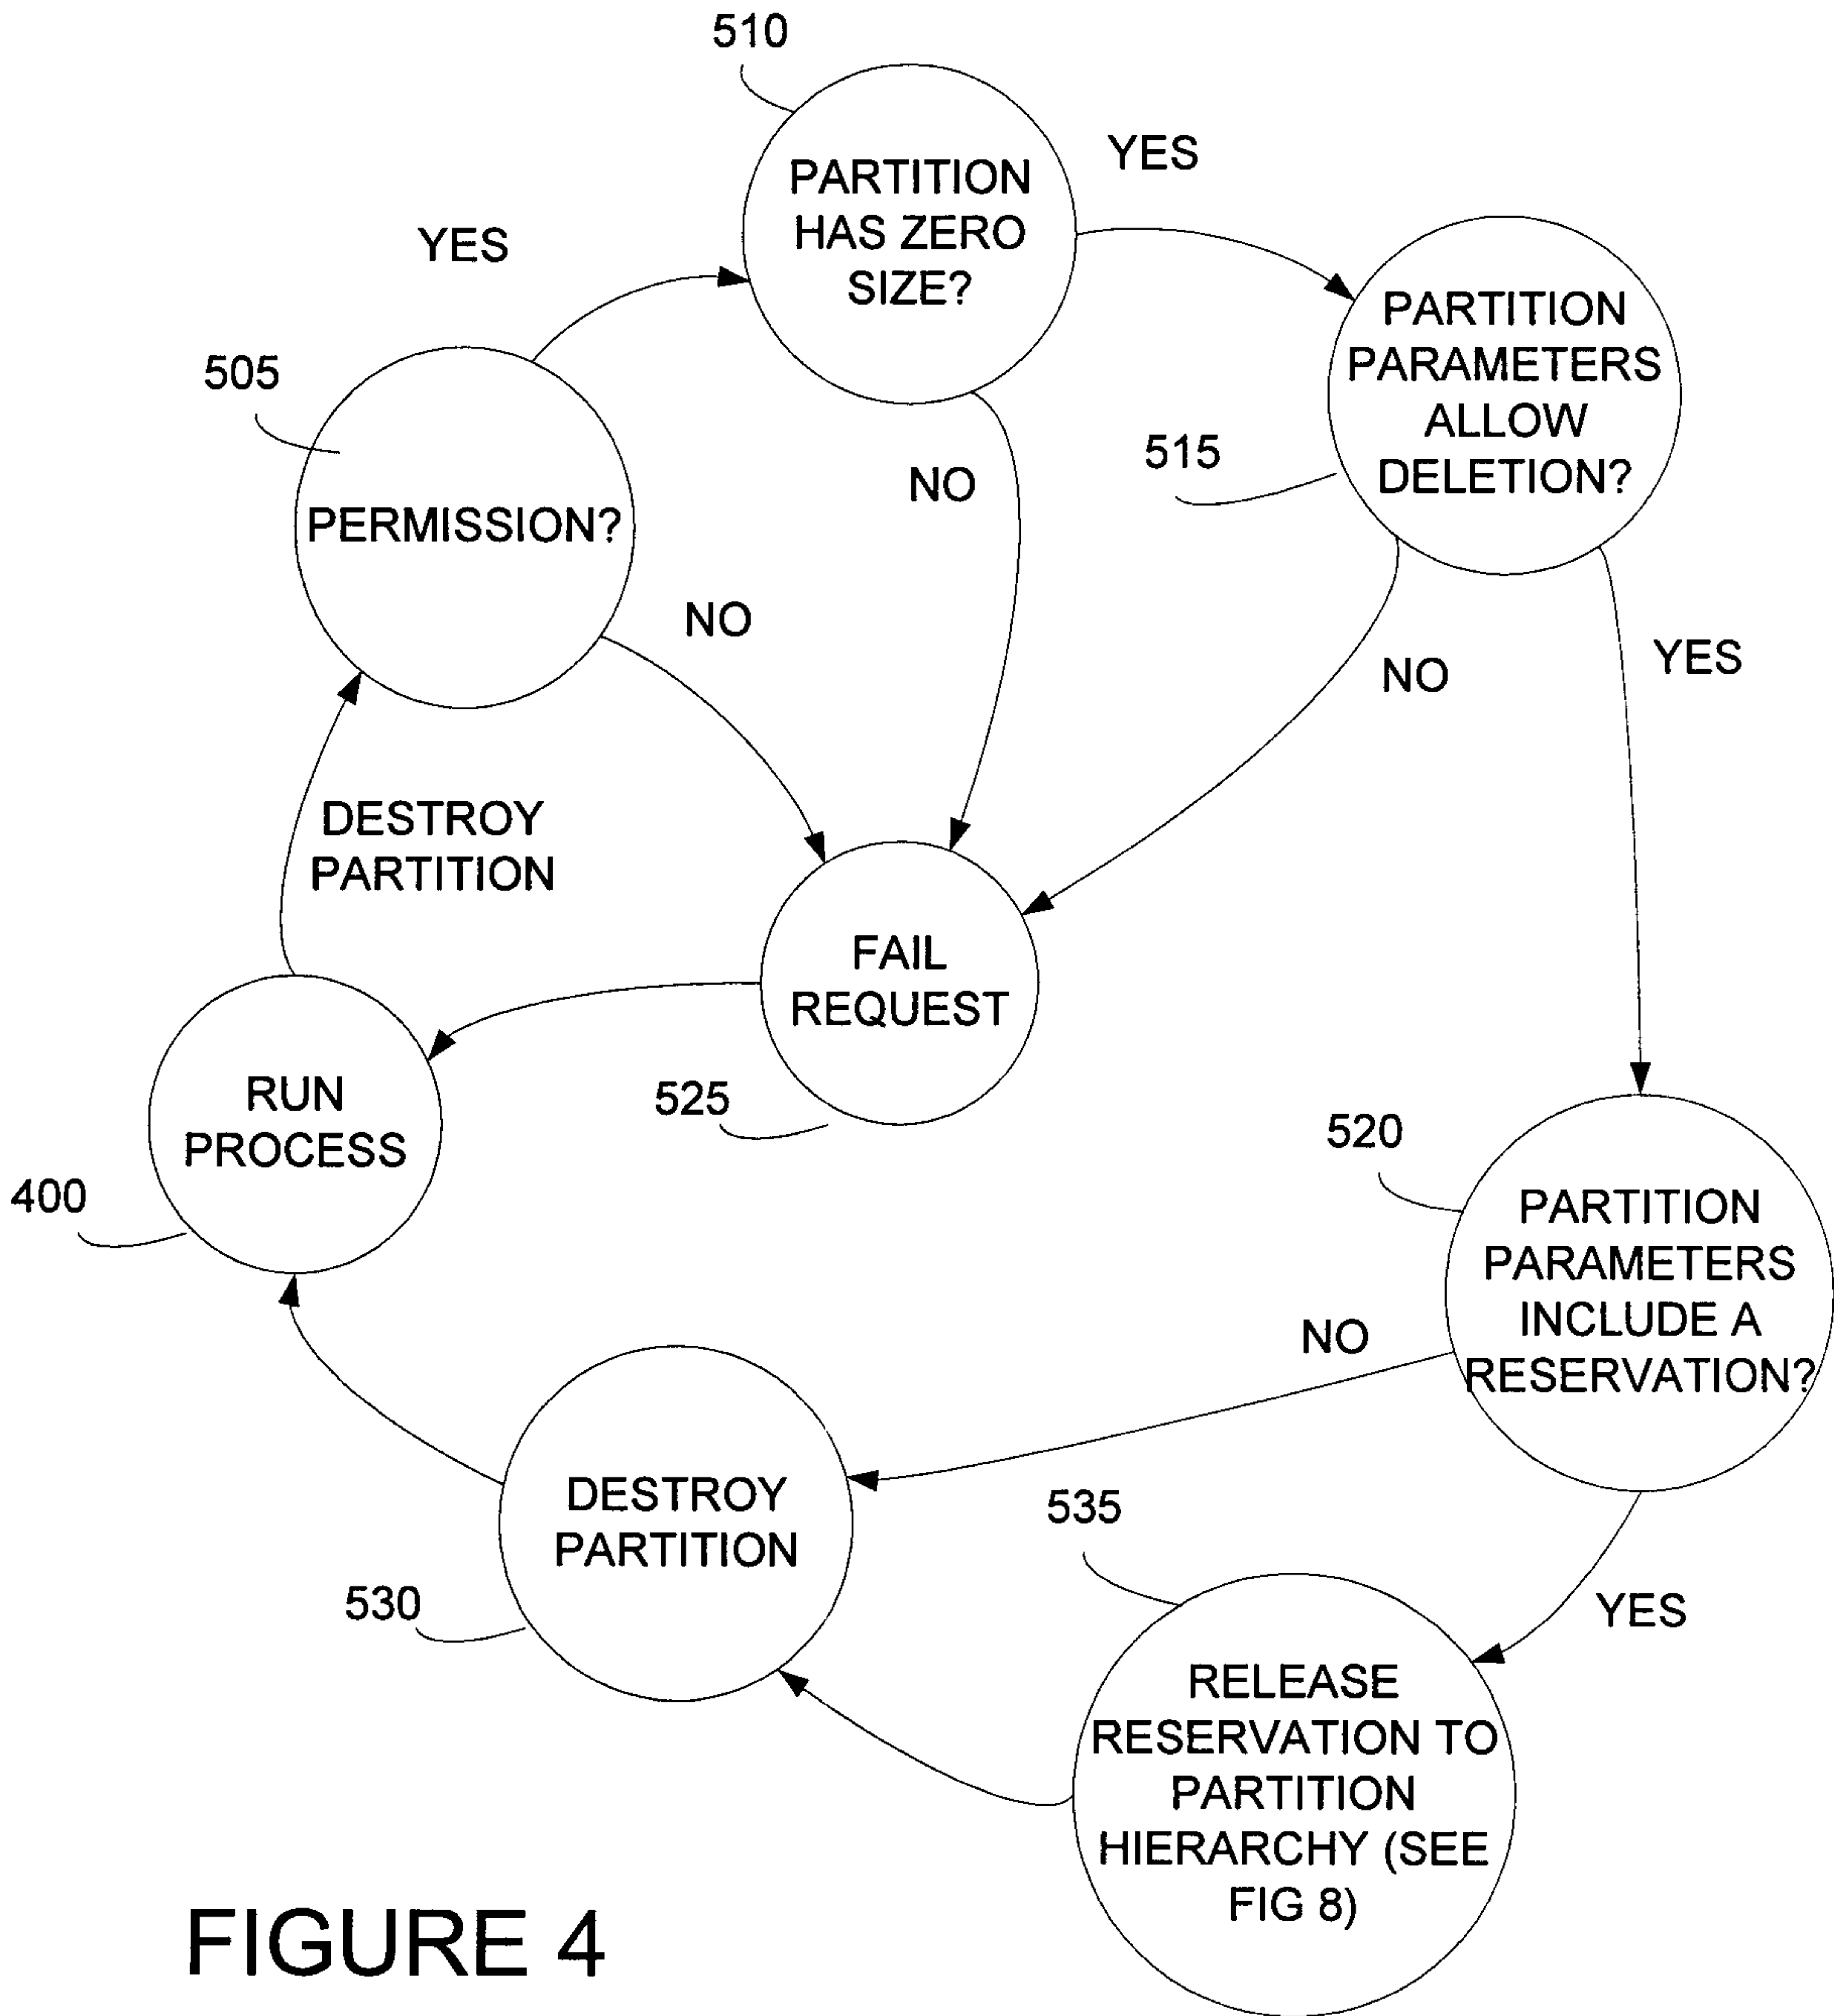 510
PARTITION
HAS ZERO
SIZE?
YES
YES
PARTITION
PARAMETERS
ALLOW
DELETION?
505
515
PERMISSION?
NO
NO
NO
YES
DESTROY
PARTITION
FAIL
REQUEST
RUN
PROCESS
525
520
400
PARTITION
PARAMETERS
INCLUDE A
RESERVATION?
NO
DESTROY
PARTITION
535
530
YES
RELEASE
RESERVATION TO
PARTITION
HIERARCHY (SEE
FIG 8)
FIGURE 4